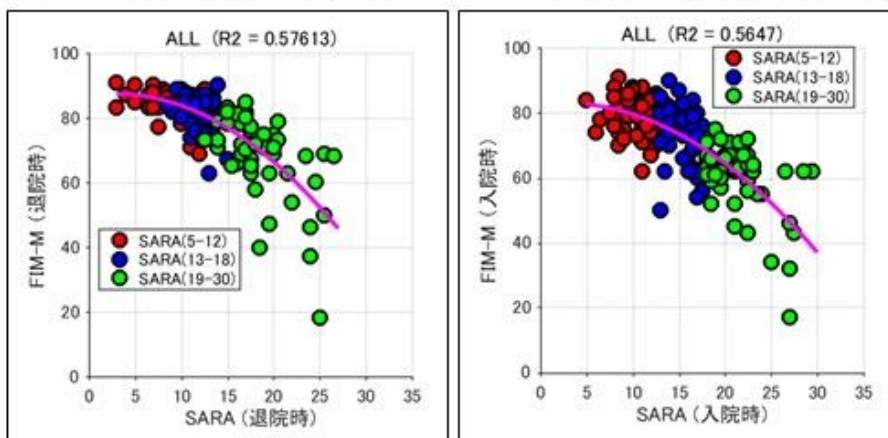 ALL (R2 = 0.57613)
100
80
60
40
20
0
FIM-M (退院時)
SARA(5-12)
SARA(13-18)
SARA(19-30)
0 5 10 15 20 25 30 35
SARA (退院時)
ALL (R2 = 0.5647)
100
80
60
40
20
0
FIM-M (入院時)
SARA(5-12)
SARA(13-18)
SARA(19-30)
0 5 10 15 20 25 30 35
SARA (入院時)